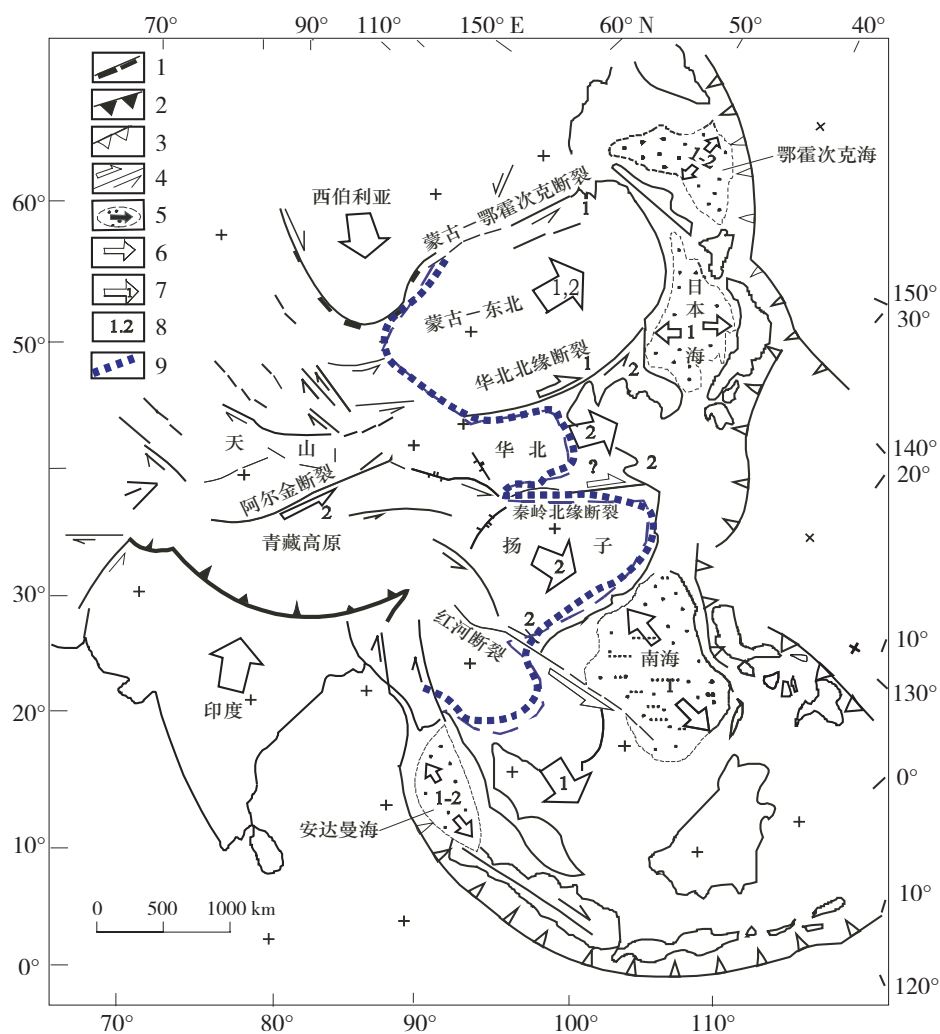 70° 90° 110° 150° E 60° N 50° 40°
1
2
3
4
5
6
7
1.2 8
9
1
60°
50°
30°
20°
10°
0°
西伯利亚
蒙古－鄂霍次克断裂
1
1-2
鄂霍次克海
蒙古－东北
1,2
日本海
1
150°
30°
华北北缘断裂
1
2
天山
华北
2
?
2
140°
20°
阿尔金断裂
2
秦岭北缘断裂
青藏高原
扬子
2
红河断裂
2
南海
1
10°
130°
印度
1
0°
1-2
安达曼海
10°
0 500 1000 km
120°
70° 80° 90° 100° 110°